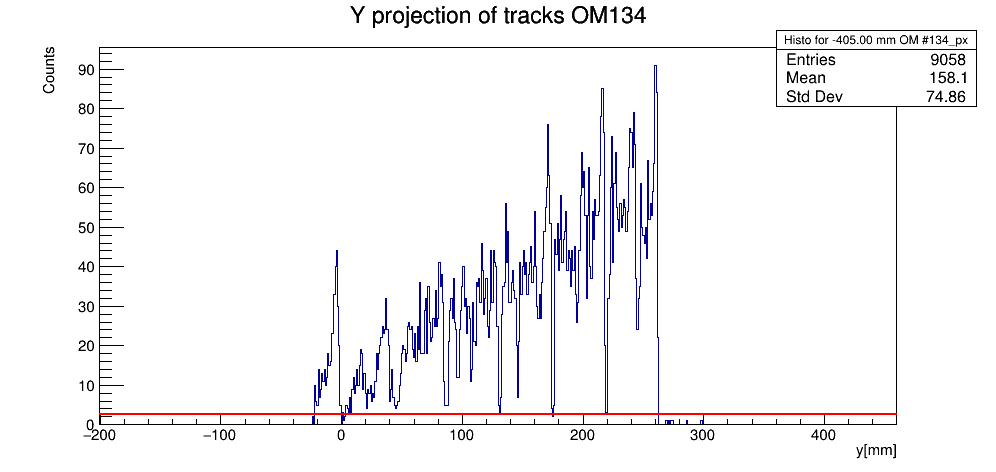 Y projection of tracks OM134
Histo for -405.00 mm OM #134_px
Entries 9058
Mean 158.1
Std Dev 74.86
Counts
90
80
70
60
50
40
30
20
10
0
−200 −100 0 100 200 300 400
y[mm]